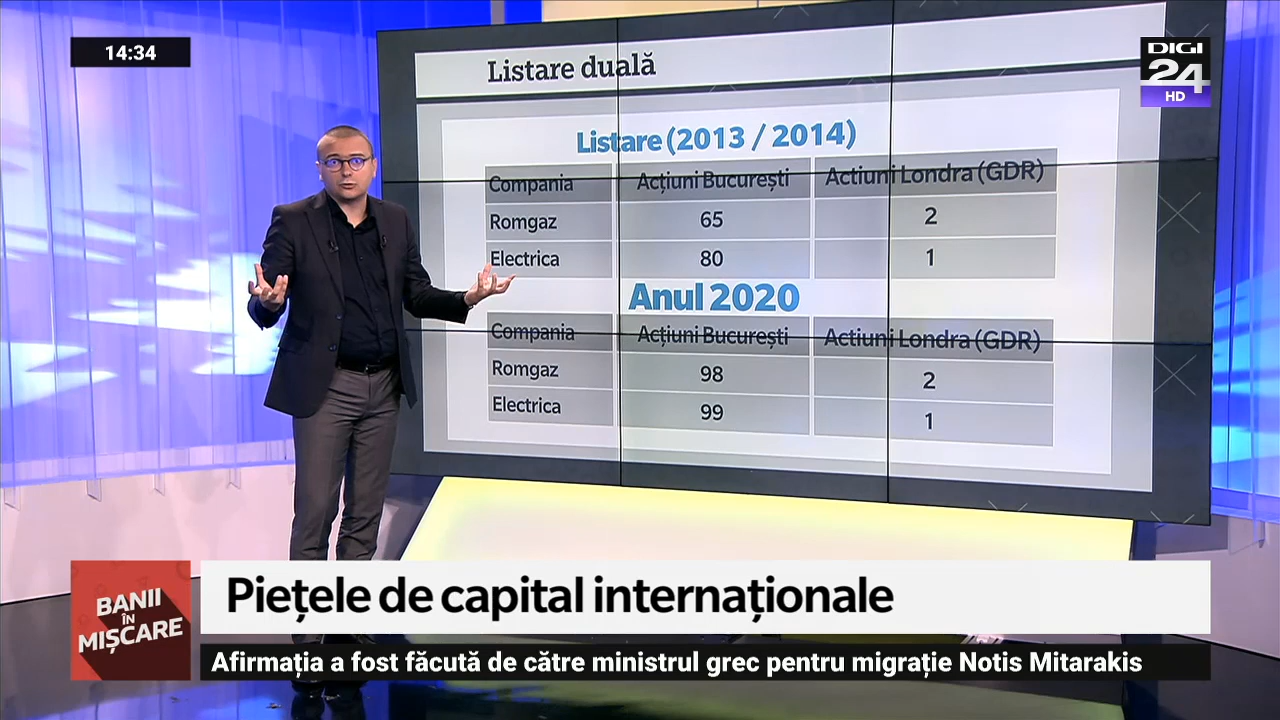 14:34
DIGI
24
HD
Listare duală
Listare (2013 / 2014)
Compania Acțiuni București Actiuni Londra (GDR)
Romgaz 65 2
Electrica 80 1
Anul 2020
Compania Acțiuni București Actiuni Londra (GDR)
Romgaz 98 2
Electrica 99 1
BANII
ÎN
MIȘCARE
Piețele de capital internaționale
Afirmația a fost făcută de către ministrul grec pentru migrație Notis Mitarakis